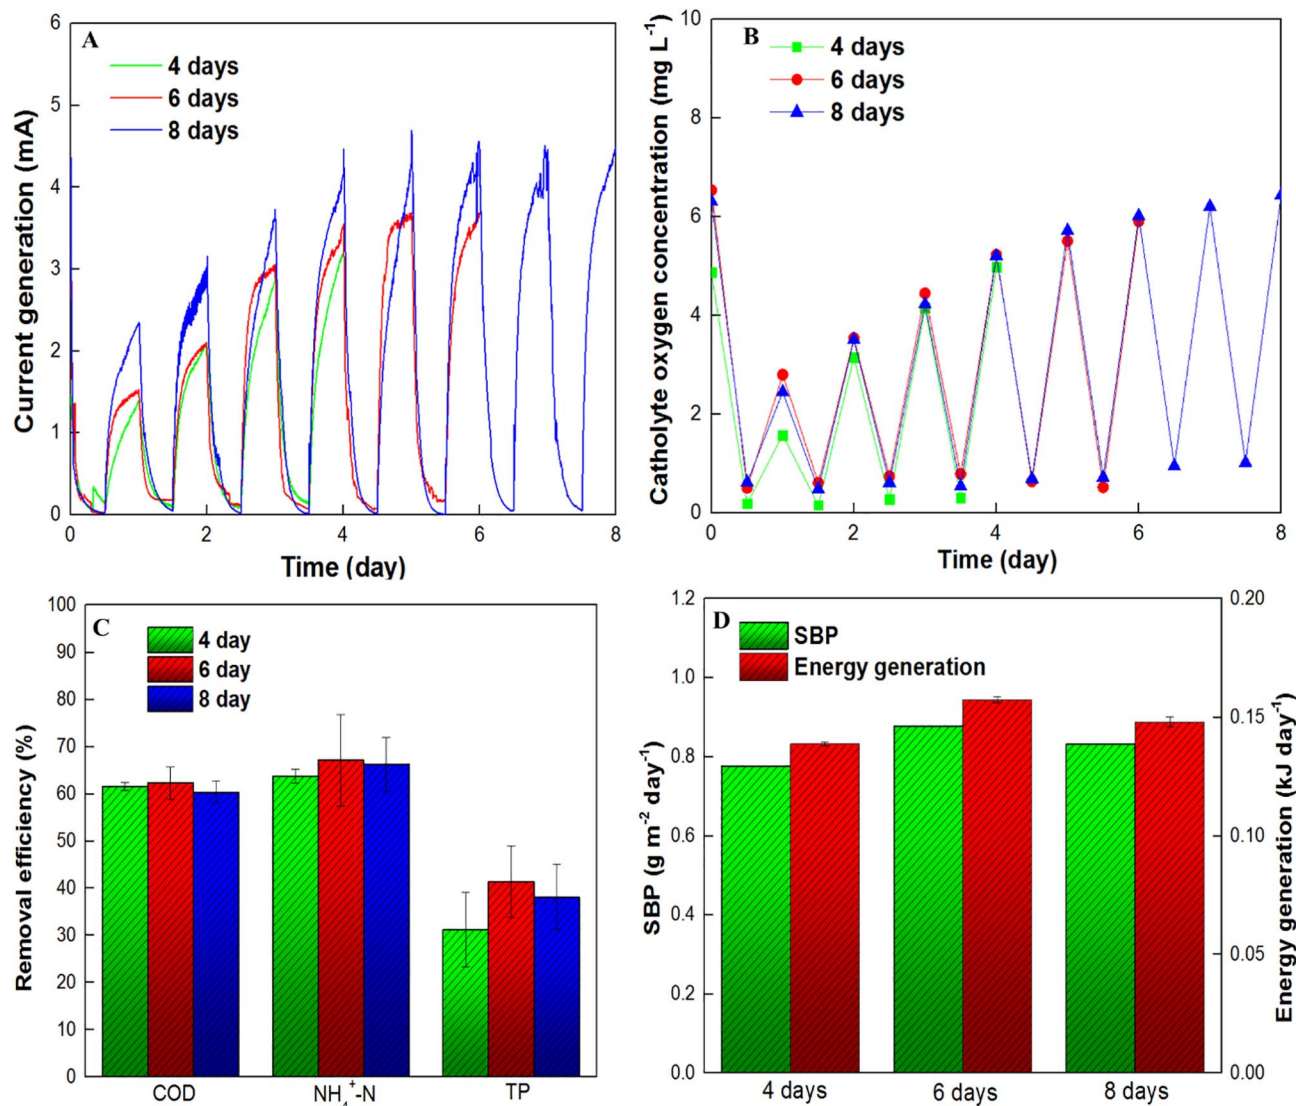 A
4 days
6 days
8 days
Current generation (mA)
6
5
4
3
2
1
0
0 2 4 6 8
Time (day)
B
4 days
6 days
8 days
Catholyte oxygen concentration (mg L⁻¹)
10
8
6
4
2
0
0 2 4 6 8
Time (day)
C
4 day
6 day
8 day
Removal efficiency (%)
100
90
80
70
60
50
40
30
20
10
0
COD NH₄⁺-N TP
D
SBP
Energy generation
SBP (g m⁻² day⁻¹)
1.2
1.0
0.8
0.6
0.4
0.2
0.0
4 days 6 days 8 days
0.20
0.15
0.10
0.05
0.00
Energy generation (kJ day⁻¹)